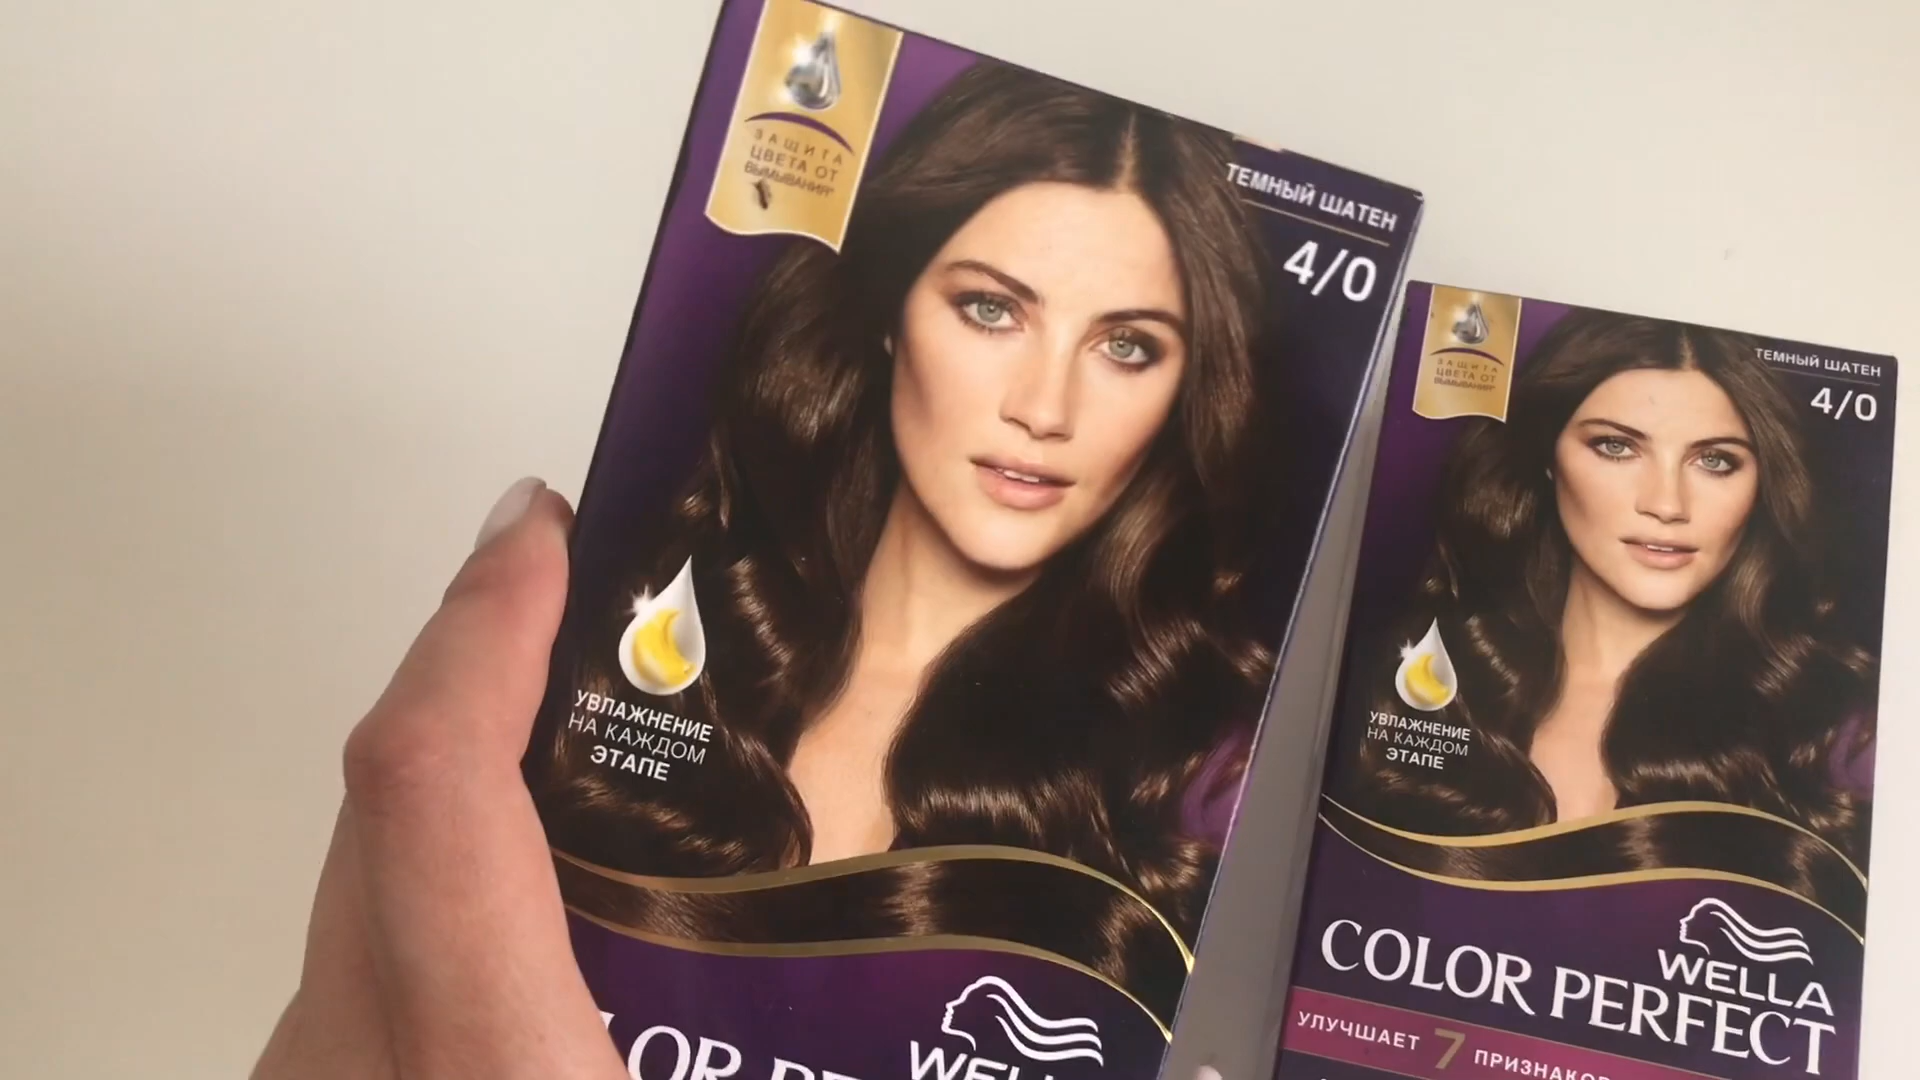 ЗАЩИТА
ЦВЕТА ОТ
ВЫМЫВАНИЯ*
ТЕМНЫЙ ШАТЕН
4/0
УВЛАЖНЕНИЕ
НА КАЖДОМ
ЭТАПЕ
ЗАЩИТА
ЦВЕТА ОТ
ВЫМЫВАНИЯ*
ТЕМНЫЙ ШАТЕН
4/0
УВЛАЖНЕНИЕ
НА КАЖДОМ
ЭТАПЕ
WELLA
COLOR PERFECT
УЛУЧШАЕТ 7 ПРИЗНАКОВ